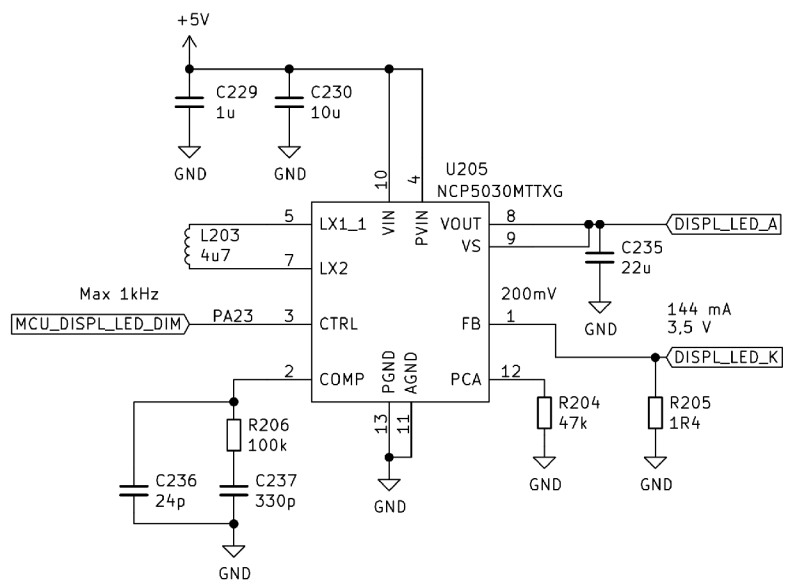 +5V
C229
1u
C230
10u
GND
GND
U205
NCP5030MTTXG
10
4
VIN
PVIN
5
LX1_1
VOUT
8
DISPL_LED_A
L203
4u7
VS
9
C235
22u
7
LX2
Max 1kHz
200mV
144 mA
3,5 V
GND
MCU_DISPL_LED_DIM
PA23
3
CTRL
FB
1
DISPL_LED_K
2
COMP
PGND
AGND
PCA
12
R204
47k
R205
1R4
13
11
R206
100k
C236
24p
C237
330p
GND
GND
GND
GND